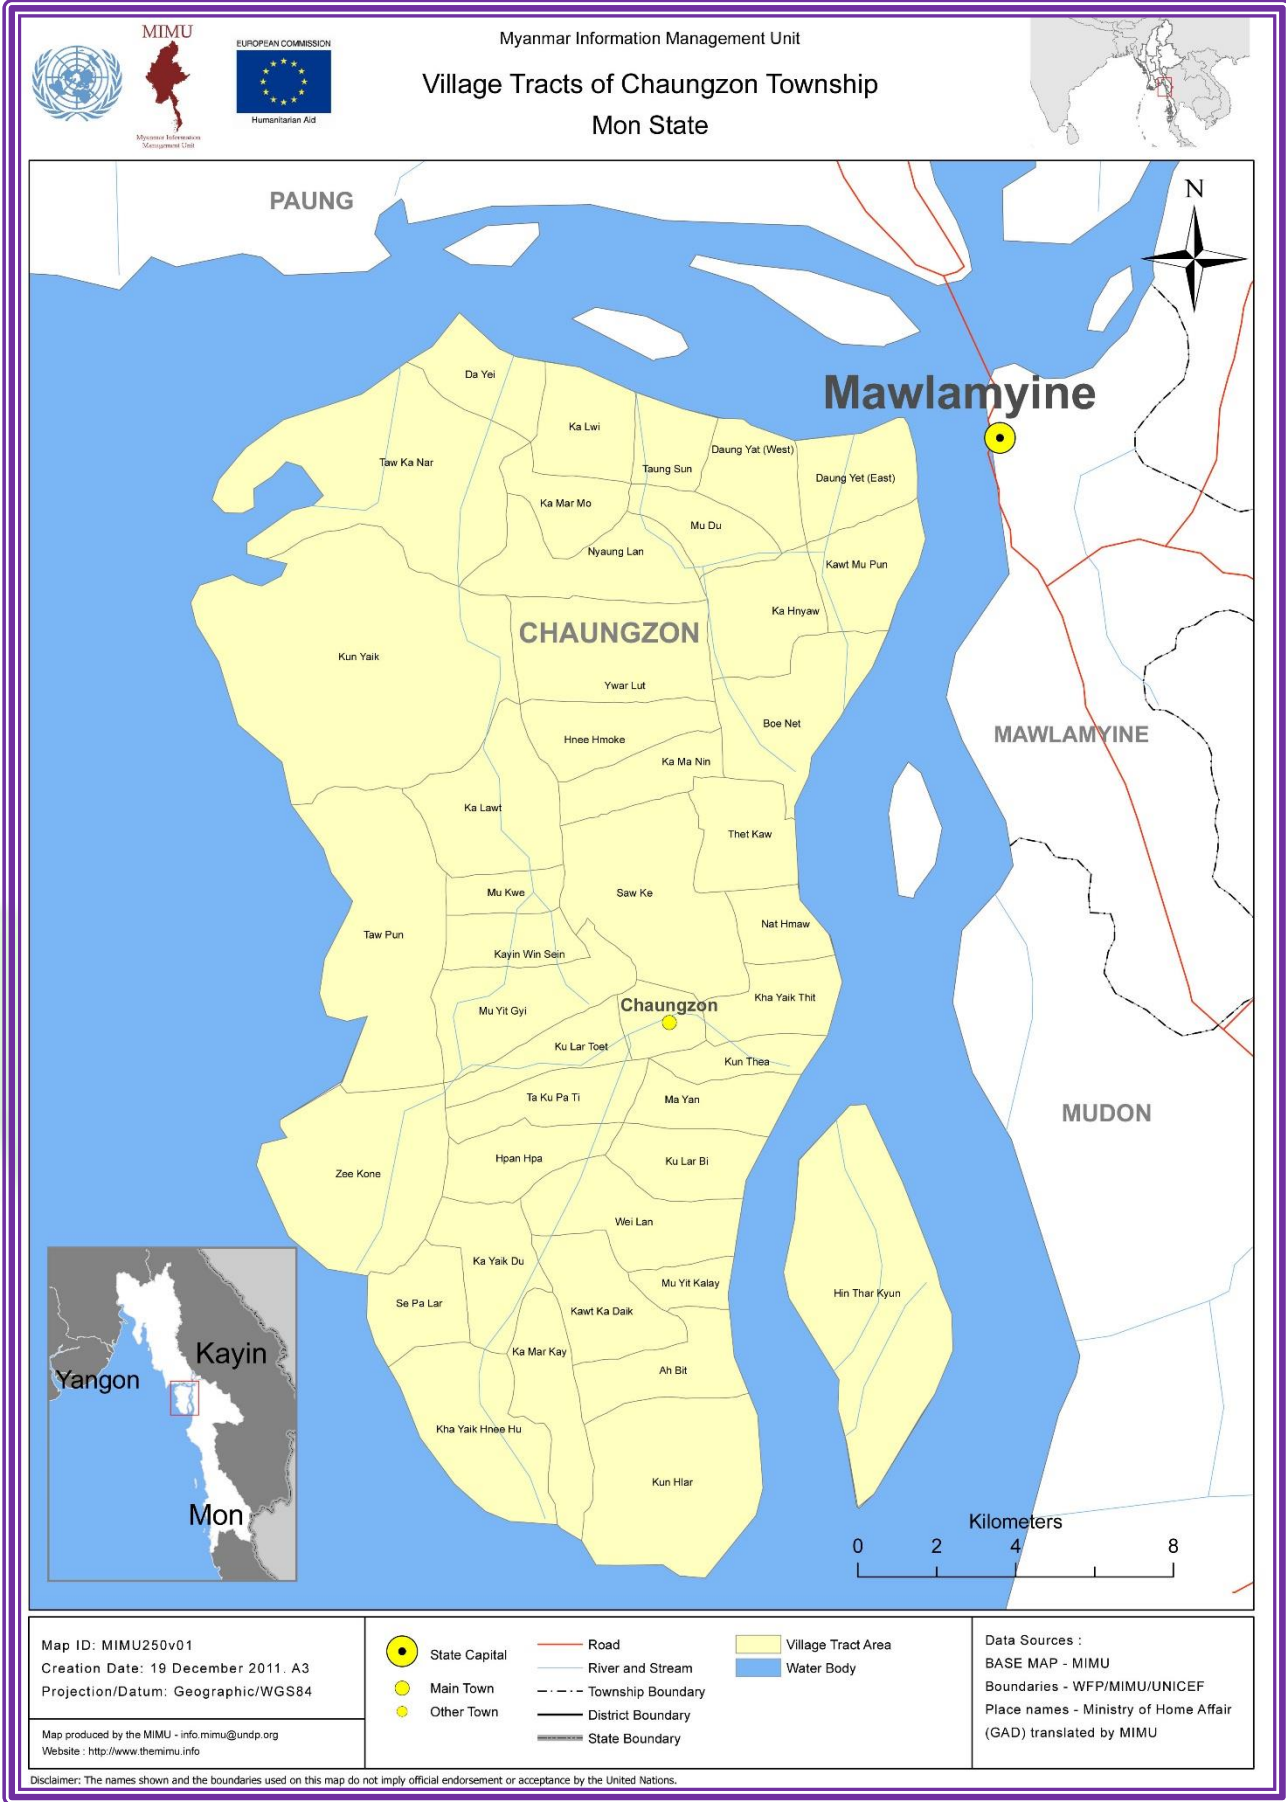 MIMU
Myanmar Information
Management Unit
EUROPEAN COMMISSION
Humanitarian Aid
Myanmar Information Management Unit
Village Tracts of Chaungzon Township
Mon State
PAUNG
N
Mawlamyine
Da Yei
Ka Lwi
Taw Ka Nar
Taung Sun
Daung Yat (West)
Daung Yet (East)
Ka Mar Mo
Mu Du
Nyaung Lan
Kawt Mu Pun
Ka Hnyaw
CHAUNGZON
Kun Yaik
Ywar Lut
Boe Net
MAWLAMYINE
Hnee Hmoke
Ka Ma Nin
Ka Lawt
Thet Kaw
Mu Kwe
Saw Ke
Taw Pun
Nat Hmaw
Kayin Win Sein
Kha Yaik Thit
Chaungzon
Mu Yit Gyi
Ku Lar Toet
Kun Thea
Ta Ku Pa Ti
Ma Yan
MUDON
Hpan Hpa
Ku Lar Bi
Zee Kone
Wei Lan
Ka Yaik Du
Mu Yit Kalay
Hin Thar Kyun
Se Pa Lar
Kawt Ka Daik
Ka Mar Kay
Ah Bit
Kha Yaik Hnee Hu
Kun Hlar
Kayin
Yangon
Mon
Kilometers
0 2 4 8
Map ID: MIMU250v01
Creation Date: 19 December 2011. A3
Projection/Datum: Geographic/WGS84
Map produced by the MIMU - info.mimu@undp.org
Website : http://www.themimu.info
State Capital
Main Town
Other Town
Road
River and Stream
Township Boundary
District Boundary
State Boundary
Village Tract Area
Water Body
Data Sources :
BASE MAP - MIMU
Boundaries - WFP/MIMU/UNICEF
Place names - Ministry of Home Affair
(GAD) translated by MIMU
Disclaimer: The names shown and the boundaries used on this map do not imply official endorsement or acceptance by the United Nations.